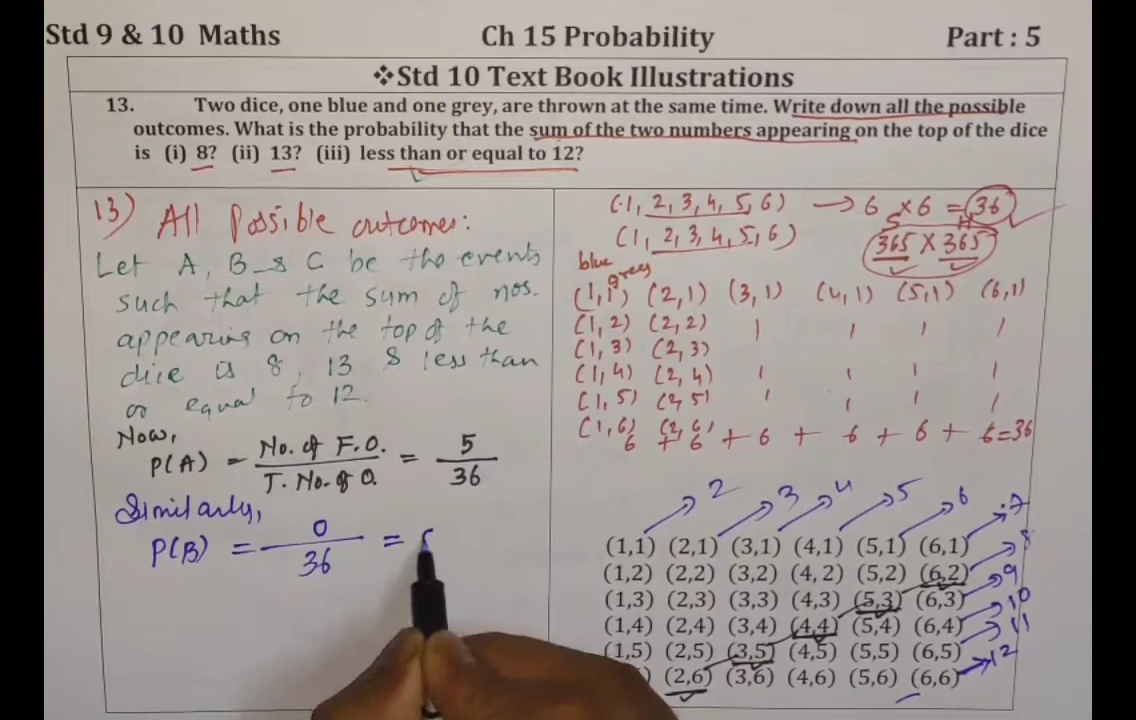 Std 9 & 10 Maths Ch 15 Probability Part : 5
❖Std 10 Text Book Illustrations
13. Two dice, one blue and one grey, are thrown at the same time. Write down all the possible
outcomes. What is the probability that the sum of the two numbers appearing on the top of the dice
is (i) 8? (ii) 13? (iii) less than or equal to 12?
13) All Possible outcomes:
Let A, B & C be the events
such that the sum of nos.
appearing on the top of the
dice is 8, 13 & less than
or equal to 12.
Now,
P(A) = No. of F.O. / T. No. of O. = 5/36
Similarly,
P(B) = 0/36 =
(1, 2, 3, 4, 5, 6) → 6 × 6 = 36
(1, 2, 3, 4, 5, 6)
S H
365 × 365
blue grey
(1,1) (2,1) (3,1) (4,1) (5,1) (6,1)
(1,2) (2,2)
(1,3) (2,3)
(1,4) (2,4)
(1,5) (2,5)
(1,6) (2,6)
6 + 6 + 6 + 6 + 6 + 6 = 36
2 3 4 5 6 7
(1,1) (2,1) (3,1) (4,1) (5,1) (6,1)
8
(1,2) (2,2) (3,2) (4,2) (5,2) (6,2)
9
(1,3) (2,3) (3,3) (4,3) (5,3) (6,3)
10
(1,4) (2,4) (3,4) (4,4) (5,4) (6,4)
11
(1,5) (2,5) (3,5) (4,5) (5,5) (6,5)
12
(2,6) (3,6) (4,6) (5,6) (6,6)